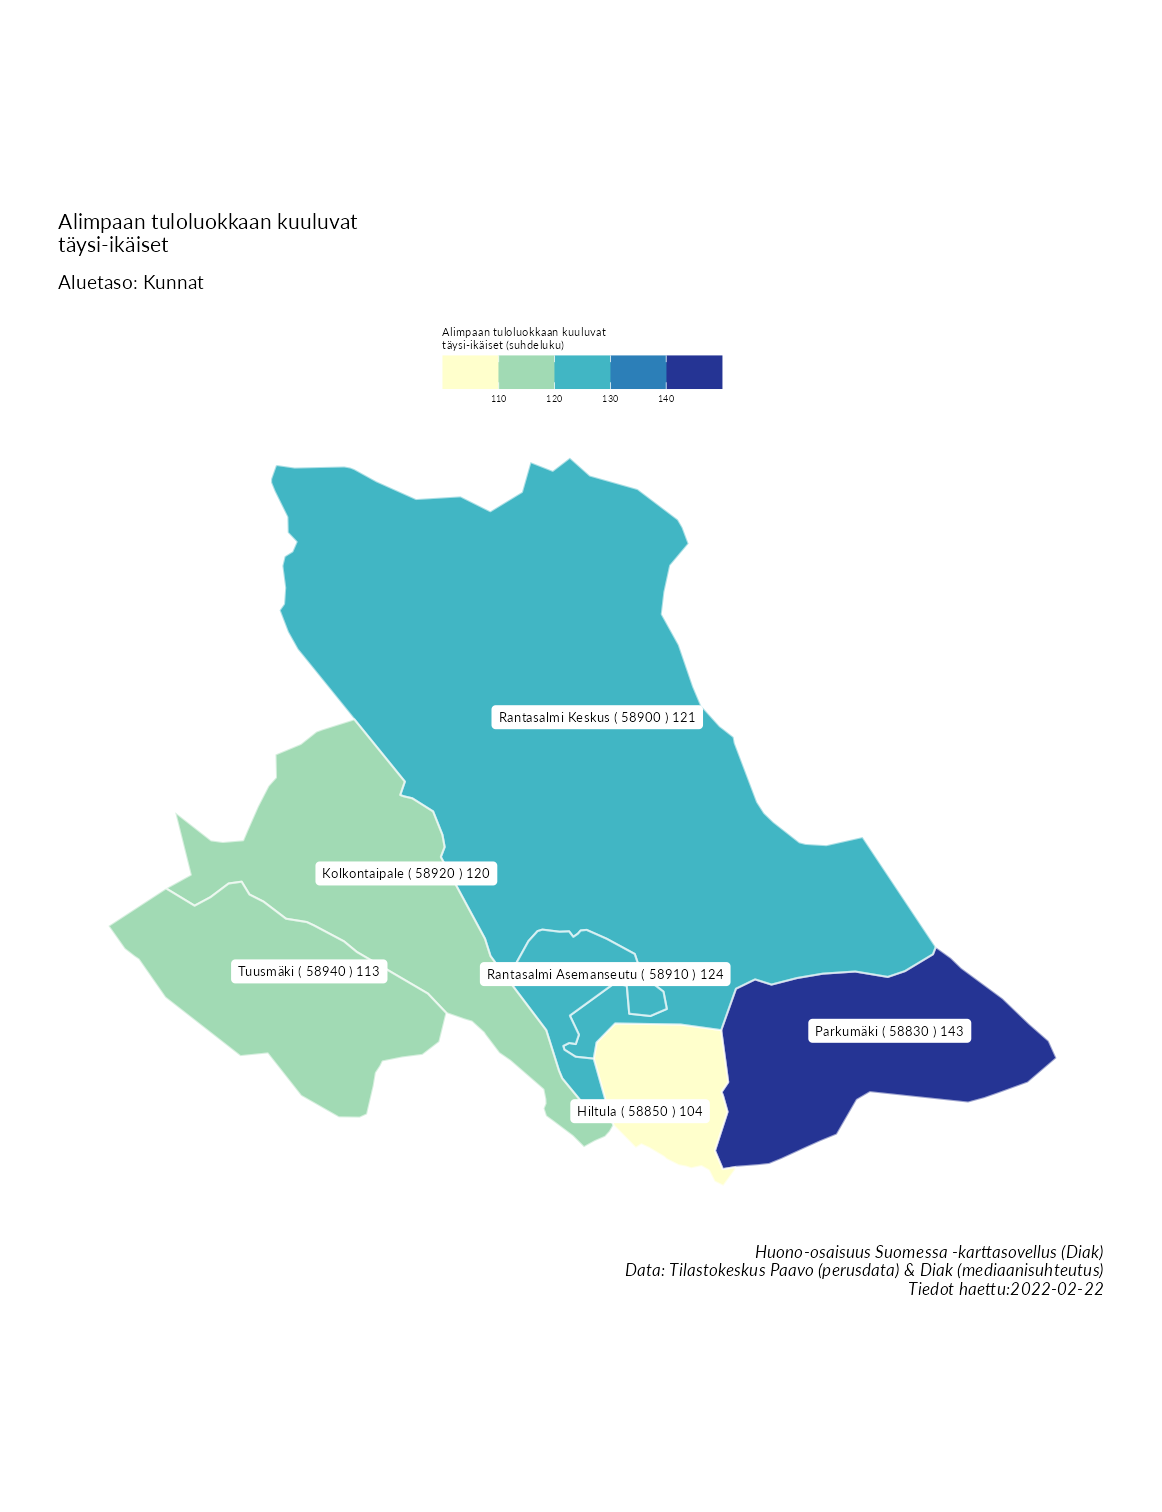 Alimpaan tuloluokkaan kuuluvat
täysi-ikäiset
Aluetaso: Kunnat
Alimpaan tuloluokkaan kuuluvat
täysi-ikäiset (suhdeluku)
110 120 130 140
Rantasalmi Keskus ( 58900 ) 121
Kolkontaipale ( 58920 ) 120
Tuusmäki ( 58940 ) 113
Rantasalmi Asemanseutu ( 58910 ) 124
Parkumäki ( 58830 ) 143
Hiltula ( 58850 ) 104
Huono-osaisuus Suomessa -karttasovellus (Diak)
Data: Tilastokeskus Paavo (perusdata) & Diak (mediaanisuhteutus)
Tiedot haettu:2022-02-22